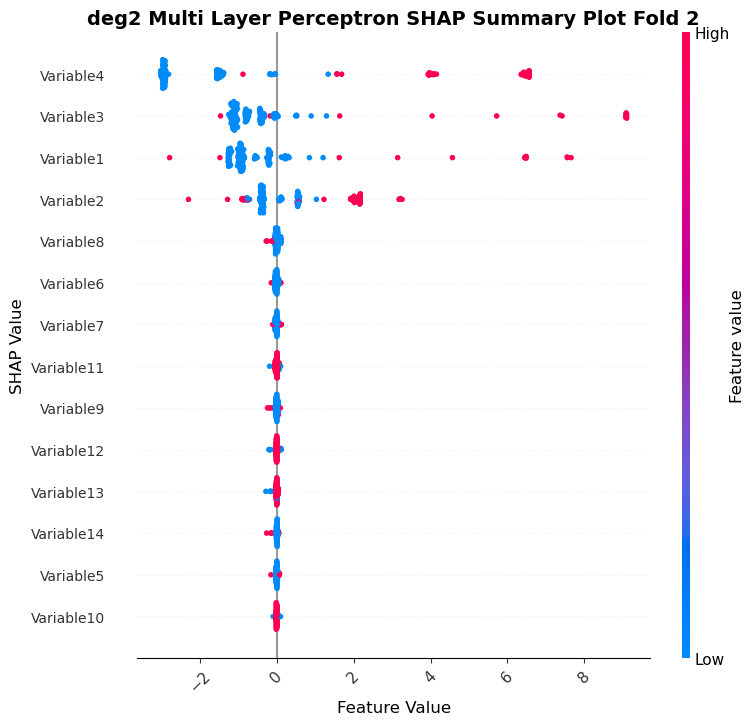 deg2 Multi Layer Perceptron SHAP Summary Plot Fold 2
High
Variable4
Variable3
Variable1
Variable2
Variable8
Variable6
Variable7
Variable11
Variable9
Variable12
Variable13
Variable14
Variable5
Variable10
SHAP Value
Feature value
Low
−2 0 2 4 6 8
Feature Value